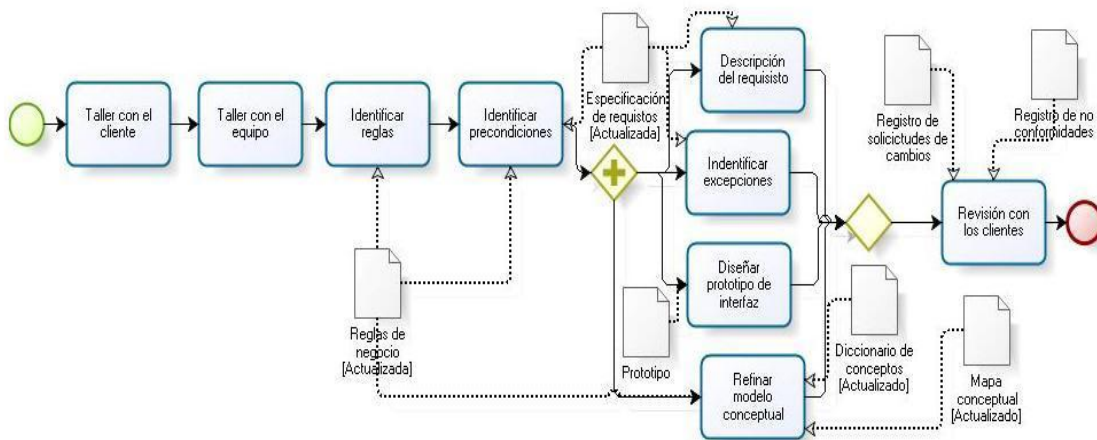 Taller con el
cliente
Taller con el
equipo
Identificar
reglas
Identificar
precondiciones
Especificación
de requistos
[Actualizada]
Descripción
del requisisto
Indentificar
excepciones
Diseñar
prototipo de
interfaz
Refinar
modelo
conceptual
Reglas de
negocio
[Actualizada]
Prototipo
Diccionario de
conceptos
[Actualizado]
Mapa
conceptual
[Actualizado]
Registro de
solicictudes de
cambios
Registro de no
conformidades
Revisión con
los clientes